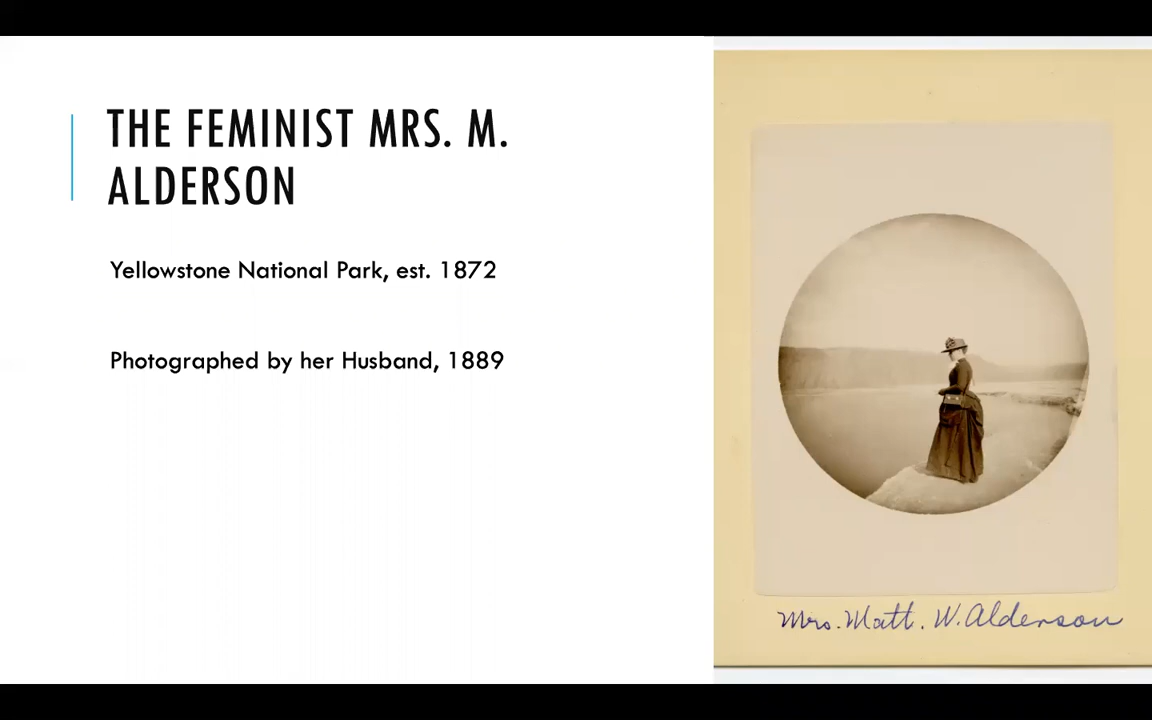 THE FEMINIST MRS. M.
ALDERSON
Yellowstone National Park, est. 1872
Photographed by her Husband, 1889
Mrs. Matt. W. Alderson